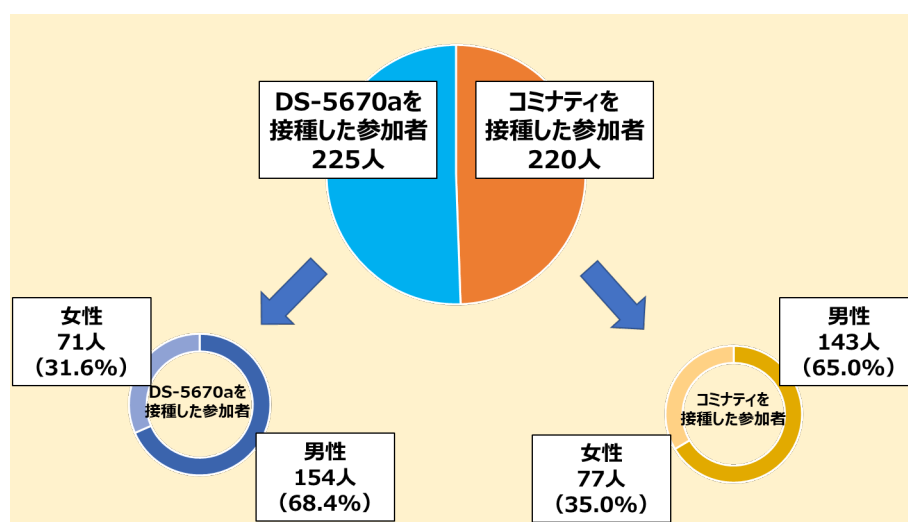 DS-5670aを
接種した参加者
225人
コミナティを
接種した参加者
220人
女性
71人
（31.6%）
DS-5670aを
接種した参加者
男性
154人
(68.4%）
男性
143人
（65.0%）
コミナティを
接種した参加者
女性
77人
（35.0%）